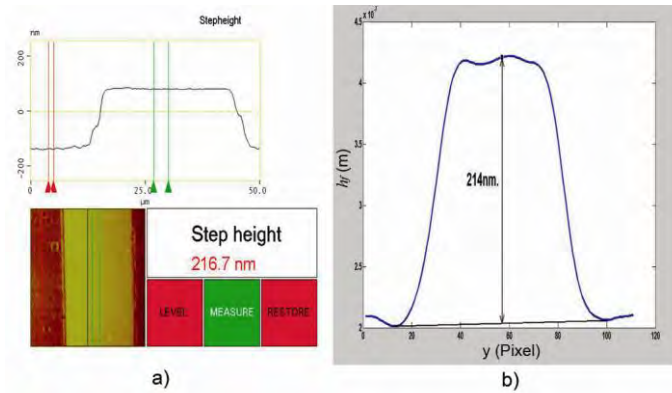 Stepheight
nm
200
0
-200
0
25.0
50.0
µm
Step height
216.7 nm
LEVEL
MEASURE
RESTORE
a)
4.5
4
3.5
3
2.5
2
hf (m)
214nm.
0
20
40
60
80
100
120
y (Pixel)
b)